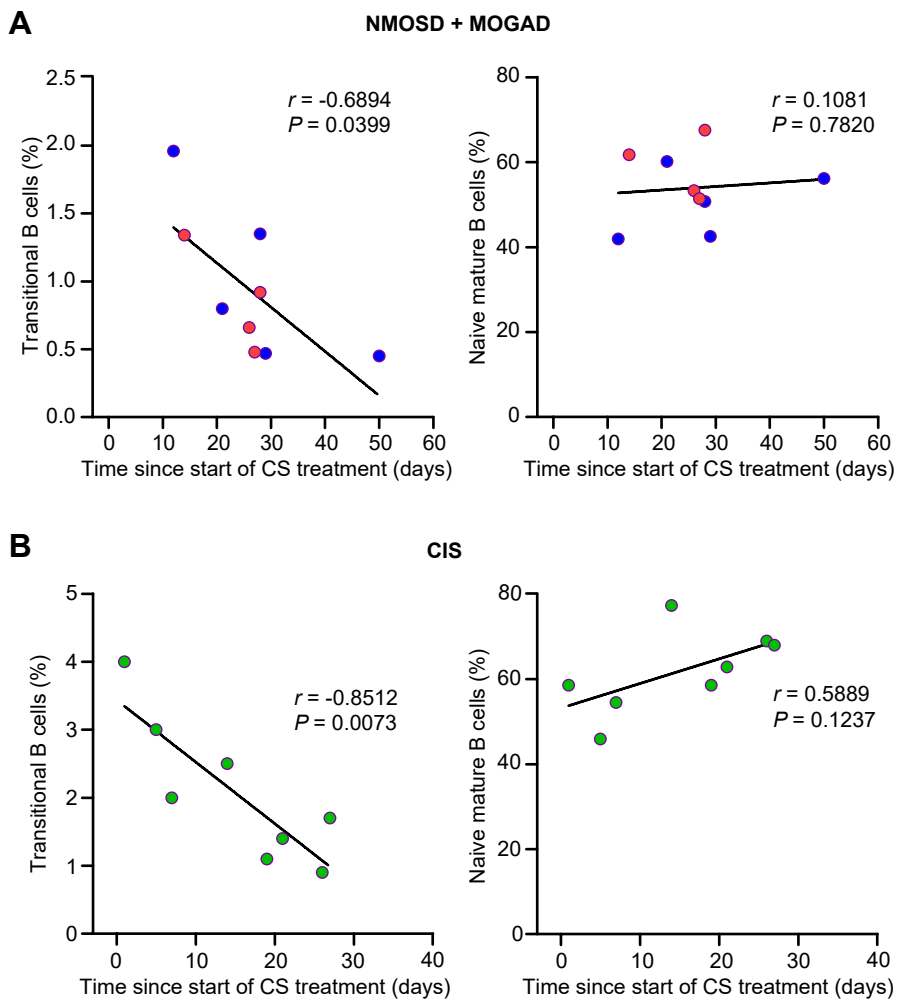 A
NMOSD + MOGAD
Transitional B cells (%)
2.5
2.0
1.5
1.0
0.5
0.0
r = -0.6894
P = 0.0399
0 10 20 30 40 50 60
Time since start of CS treatment (days)
Naive mature B cells (%)
80
60
40
20
0
r = 0.1081
P = 0.7820
0 10 20 30 40 50 60
Time since start of CS treatment (days)
B
CIS
Transitional B cells (%)
5
4
3
2
1
0
r = -0.8512
P = 0.0073
0 10 20 30 40
Time since start of CS treatment (days)
Naive mature B cells (%)
80
60
40
20
0
r = 0.5889
P = 0.1237
0 10 20 30 40
Time since start of CS treatment (days)